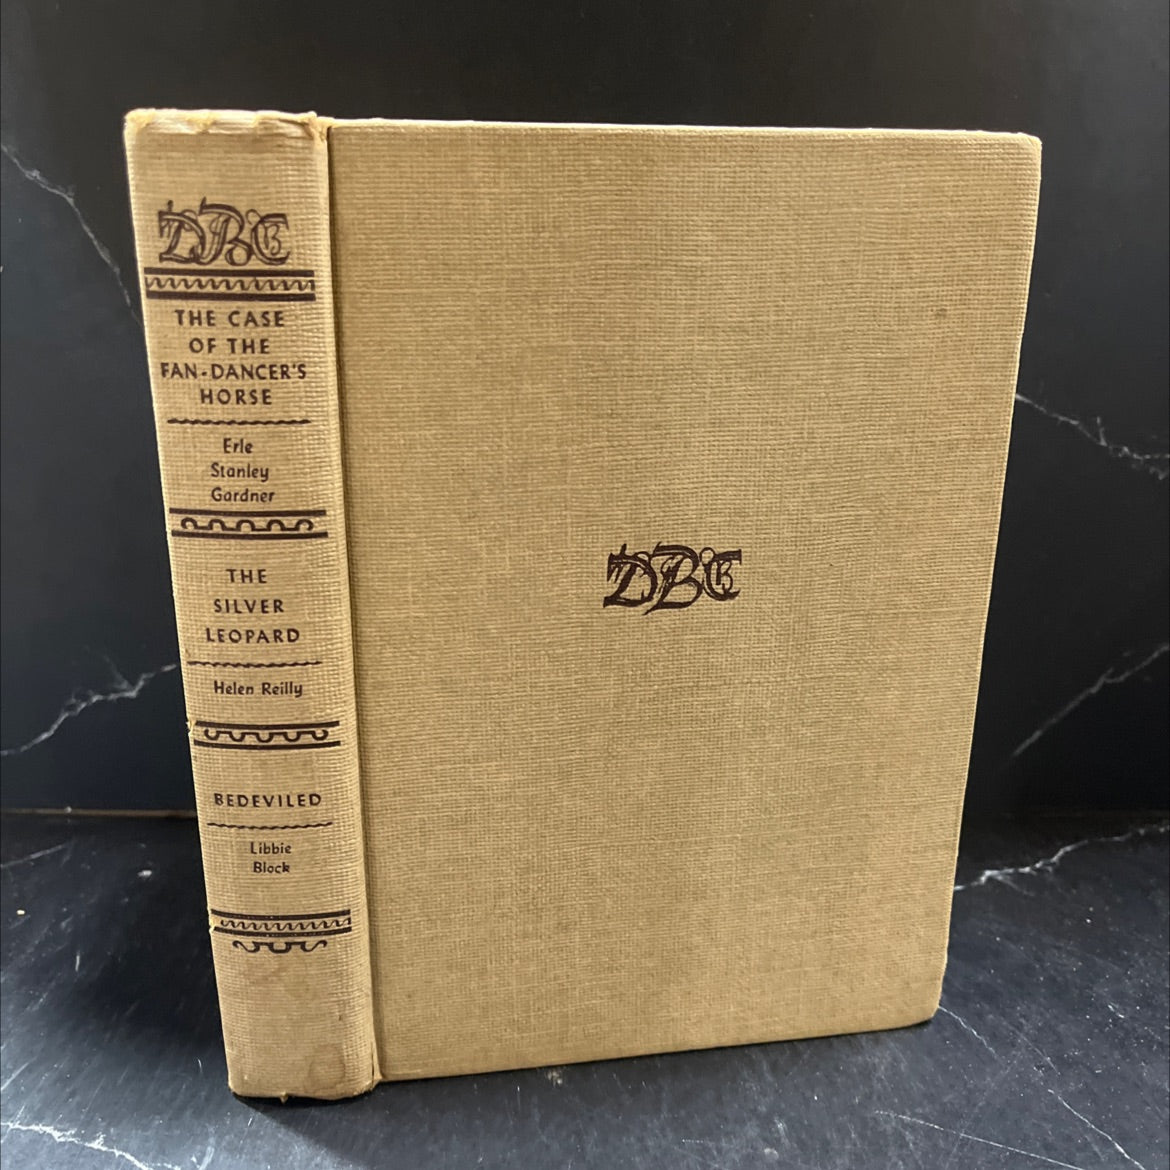 DBC
THE CASE
OF THE
FAN-DANCER'S
HORSE
Erle
Stanley
Gardner
THE
SILVER
LEOPARD
Helen Reilly
BEDEVILED
Libbie
Block
DBC